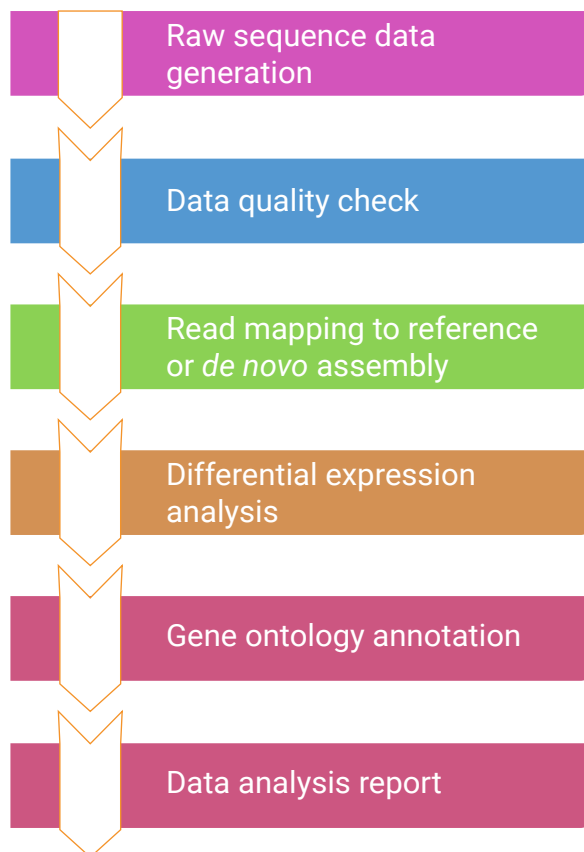 Raw sequence data
generation
Data quality check
Read mapping to reference
or de novo assembly
Differential expression
analysis
Gene ontology annotation
Data analysis report